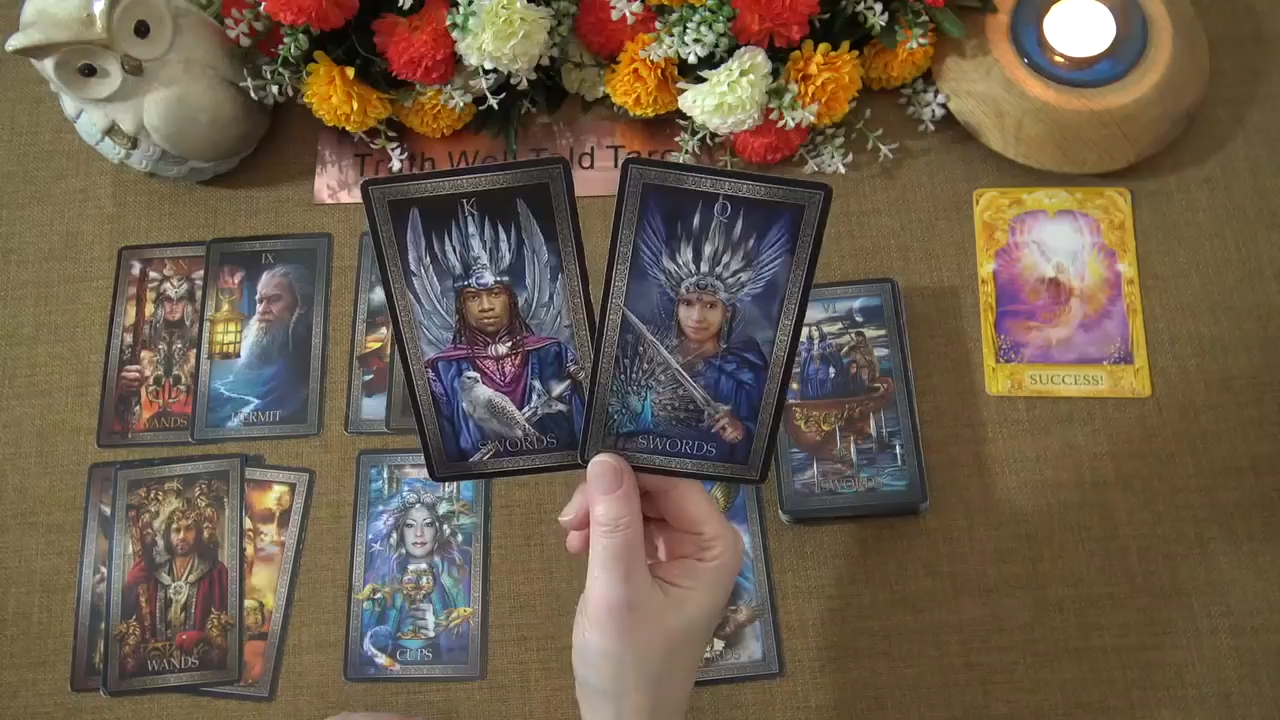 Truth Well Told Tarot
K
SWORDS
Q
SWORDS
WANDS
IX
HERMIT
VI
SWORDS
SUCCESS!
K
WANDS
CUPS